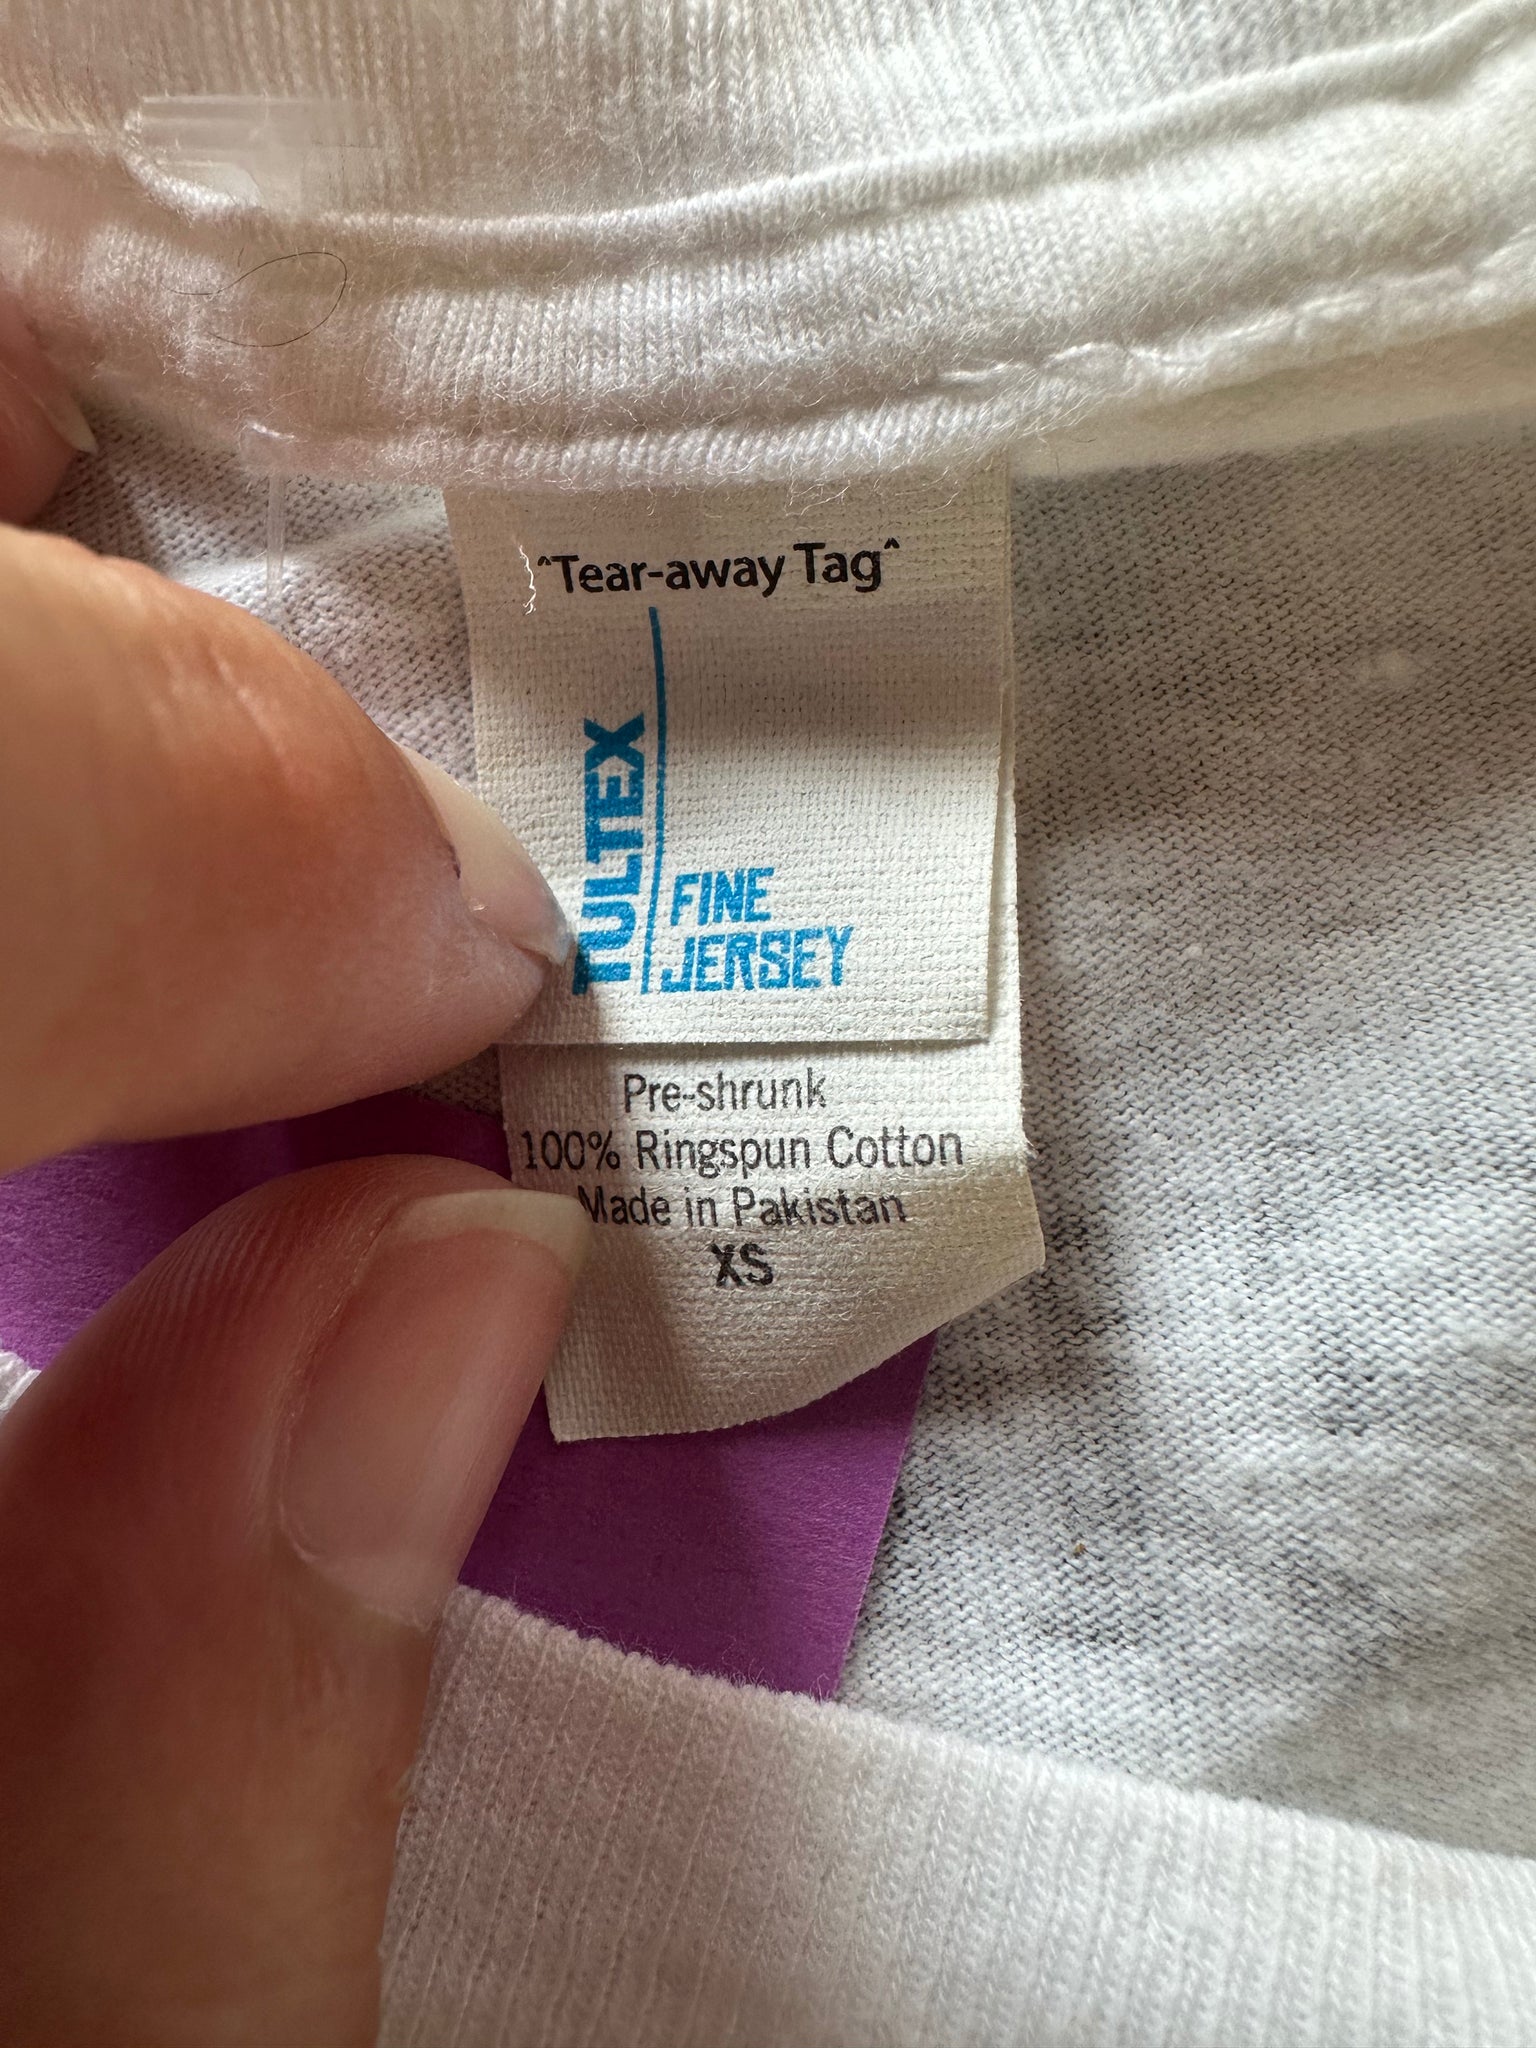 ^Tear-away Tag^
TULTEX
FINE
JERSEY
Pre-shrunk
100% Ringspun Cotton
Made in Pakistan
XS